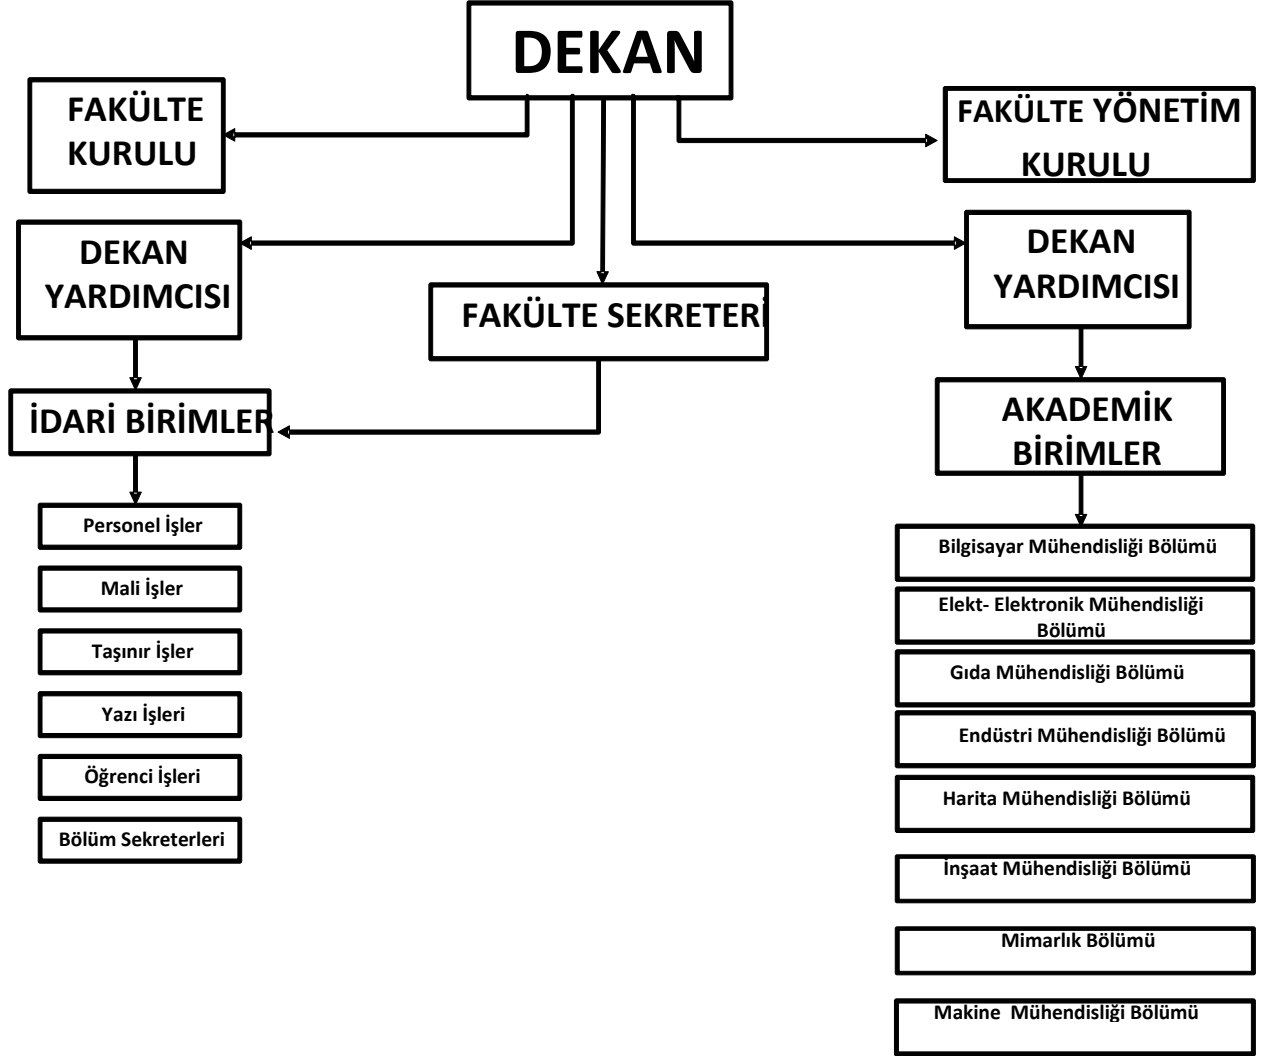 DEKAN
FAKÜLTE
KURULU
FAKÜLTE YÖNETİM
KURULU
DEKAN
YARDIMCISI
FAKÜLTE SEKRETERİ
DEKAN
YARDIMCISI
İDARİ BİRİMLER
AKADEMİK
BİRİMLER
Personel İşler
Mali İşler
Taşınır İşler
Yazı İşleri
Öğrenci İşleri
Bölüm Sekreterleri
Bilgisayar Mühendisliği Bölümü
Elekt- Elektronik Mühendisliği
Bölümü
Gıda Mühendisliği Bölümü
Endüstri Mühendisliği Bölümü
Harita Mühendisliği Bölümü
İnşaat Mühendisliği Bölümü
Mimarlık Bölümü
Makine  Mühendisliği Bölümü